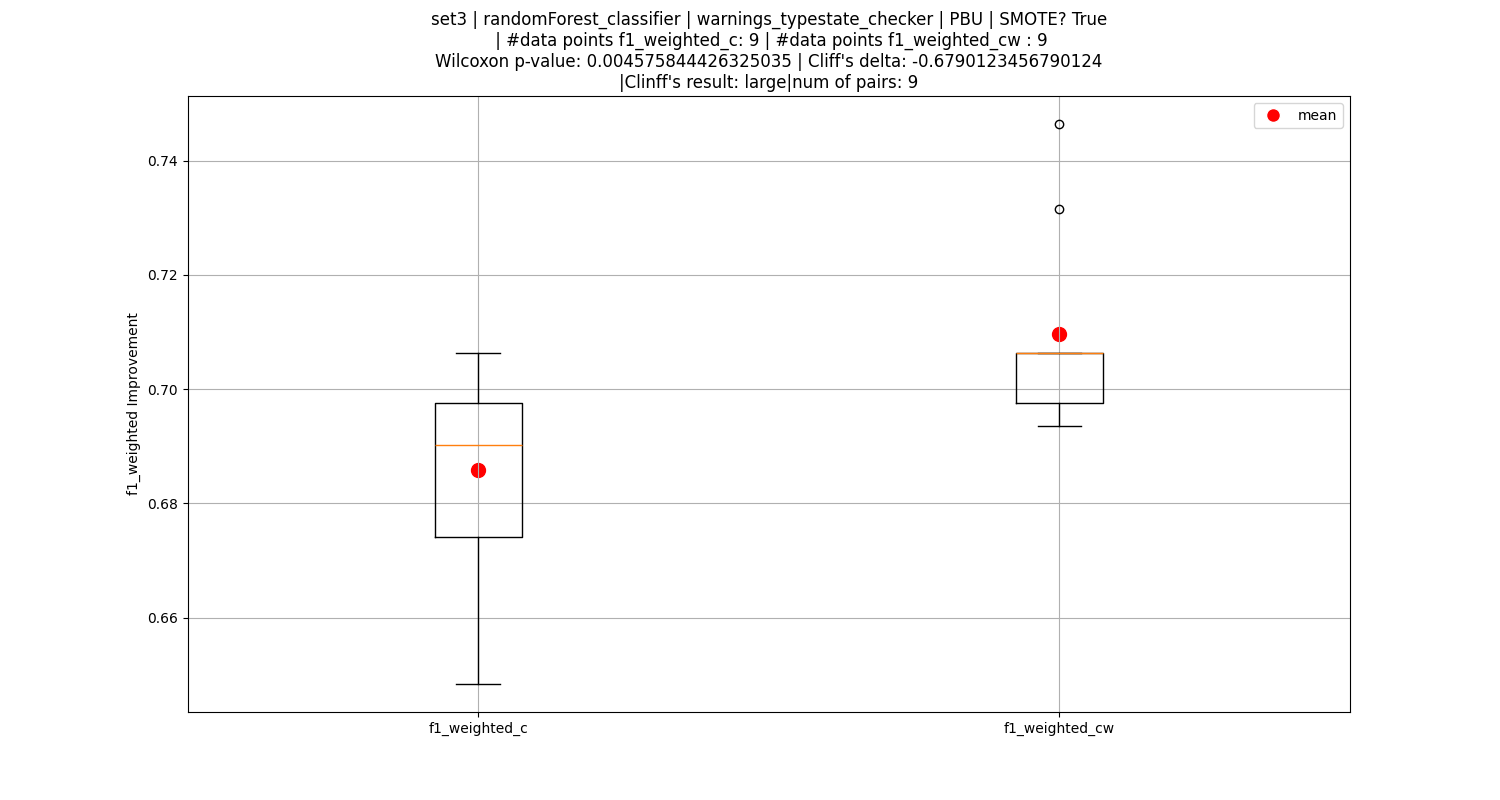 set3 | randomForest_classifier | warnings_typestate_checker | PBU | SMOTE? True
| #data points f1_weighted_c: 9 | #data points f1_weighted_cw : 9
Wilcoxon p-value: 0.004575844426325035 | Cliff's delta: -0.6790123456790124
|Clinff's result: large|num of pairs: 9
mean
0.74
0.72
0.70
0.68
0.66
f1_weighted Improvement
f1_weighted_c
f1_weighted_cw